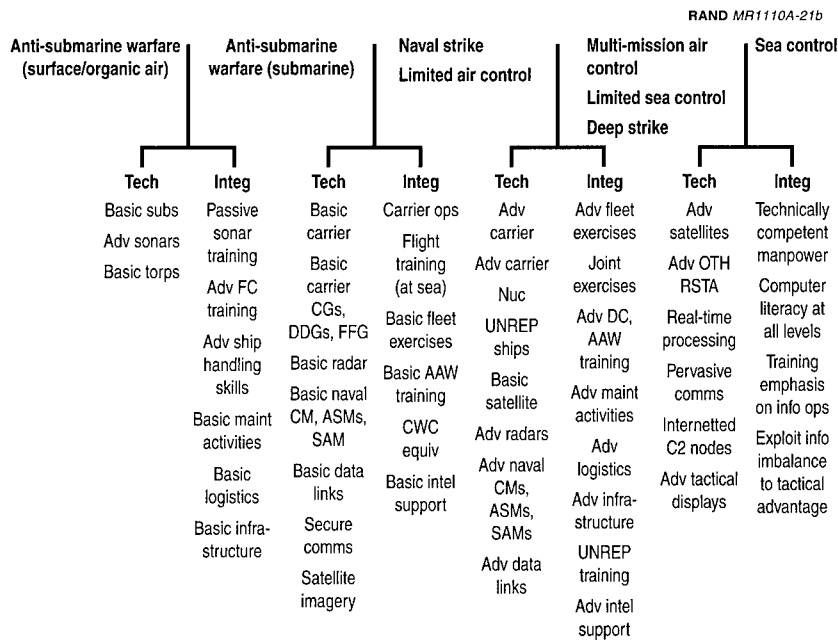 RAND MR1110A-21b
Anti-submarine warfare
(surface/organic air)
Anti-submarine
warfare (submarine)
Naval strike
Limited air control
Multi-mission air
control
Limited sea control
Deep strike
Sea control
Tech
Basic subs
Adv sonars
Basic torps
Integ
Passive
sonar
training
Adv FC
training
Adv ship
handling
skills
Basic maint
activities
Basic
logistics
Basic infra-
structure
Tech
Basic
carrier
Basic
carrier
CGs,
DDGs, FFG
Basic radar
Basic naval
CM, ASMs,
SAM
Basic data
links
Secure
comms
Satellite
imagery
Integ
Carrier ops
Flight
training
(at sea)
Basic fleet
exercises
Basic AAW
training
CWC
equiv
Basic intel
support
Tech
Adv
carrier
Adv carrier
Nuc
UNREP
ships
Basic
satellite
Adv radars
Adv naval
CMs,
ASMs,
SAMs
Adv data
links
Integ
Adv fleet
exercises
Joint
exercises
Adv DC,
AAW
training
Adv maint
activities
Adv
logistics
Adv infra-
structure
UNREP
training
Adv intel
support
Tech
Adv
satellites
Adv OTH
RSTA
Real-time
processing
Pervasive
comms
Internetted
C2 nodes
Adv tactical
displays
Integ
Technically
competent
manpower
Computer
literacy at
all levels
Training
emphasis
on info ops
Exploit info
imbalance
to tactical
advantage